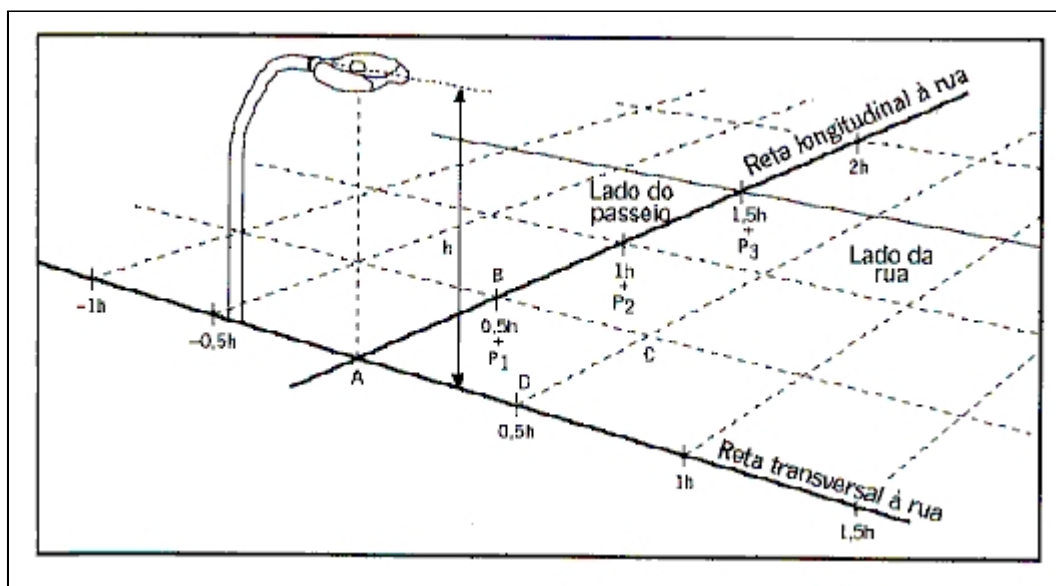 Reta longitudinal à rua
2h
Lado do
passeio
1,5h
+
P3
h
1h
+
P2
Lado da
rua
B
-1h
0,5h
+
P1
-0,5h
C
A
D
0,5h
1h
Reta transversal à rua
1,5h